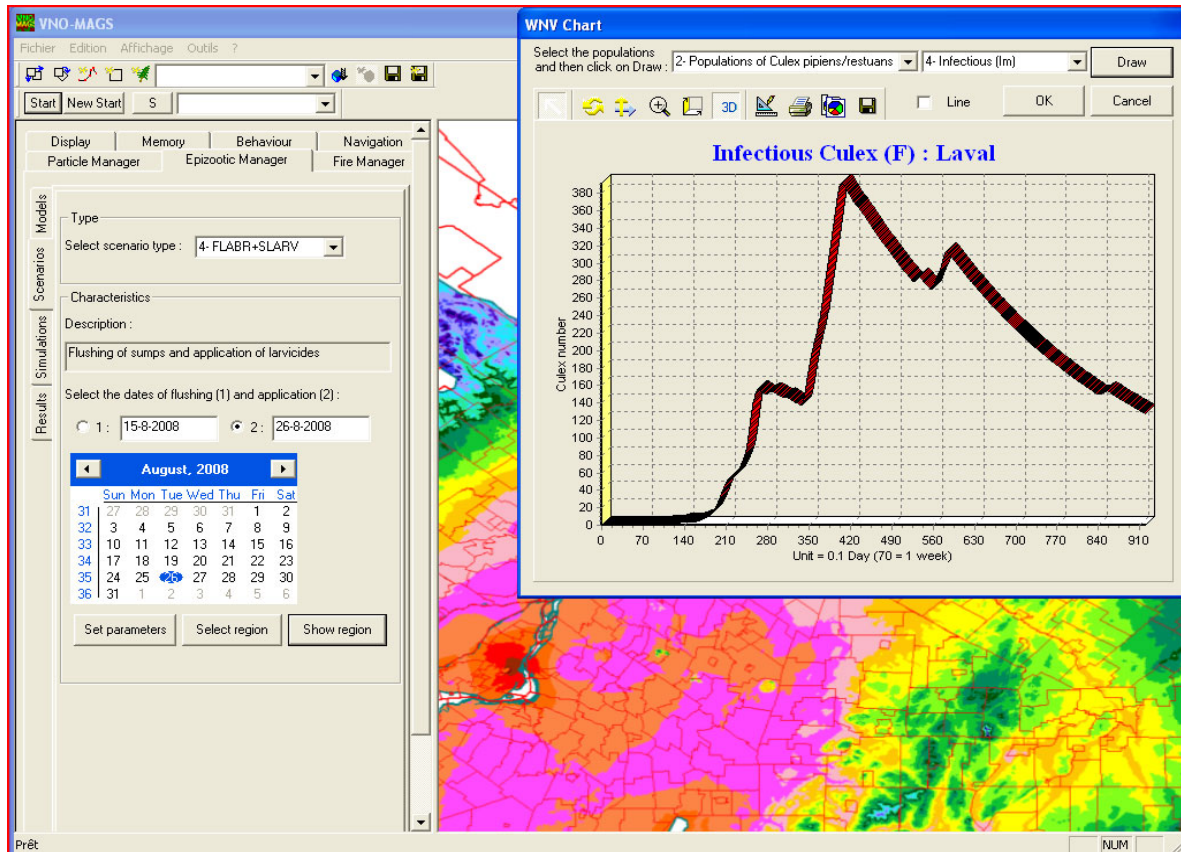 VNO-MAGS
Fichier Edition Affichage Outils ?
Start New Start S
Display Memory Behaviour Navigation
Particle Manager Epizootic Manager Fire Manager
Models
Scenarios
Simulations
Results
Type
Select scenario type : 4- FLABR+SLARV
Characteristics
Description :
Flushing of sumps and application of larvicides
Select the dates of flushing (1) and application (2) :
1 : 15-8-2008 2 : 26-8-2008
August, 2008
Sun Mon Tue Wed Thu Fri Sat
31 27 28 29 30 31 1 2
32 3 4 5 6 7 8 9
33 10 11 12 13 14 15 16
34 17 18 19 20 21 22 23
35 24 25 26 27 28 29 30
36 31 1 2 3 4 5 6
Set parameters Select region Show region
Prêt
NUM
WNV Chart
Select the populations
and then click on Draw : 2- Populations of Culex pipiens/restuans 4- Infectious (Im) Draw
3D Line OK Cancel
Infectious Culex (F) : Laval
Culex number
380
360
340
320
300
280
260
240
220
200
180
160
140
120
100
80
60
40
20
0
0 70 140 210 280 350 420 490 560 630 700 770 840 910
Unit = 0.1 Day (70 = 1 week)